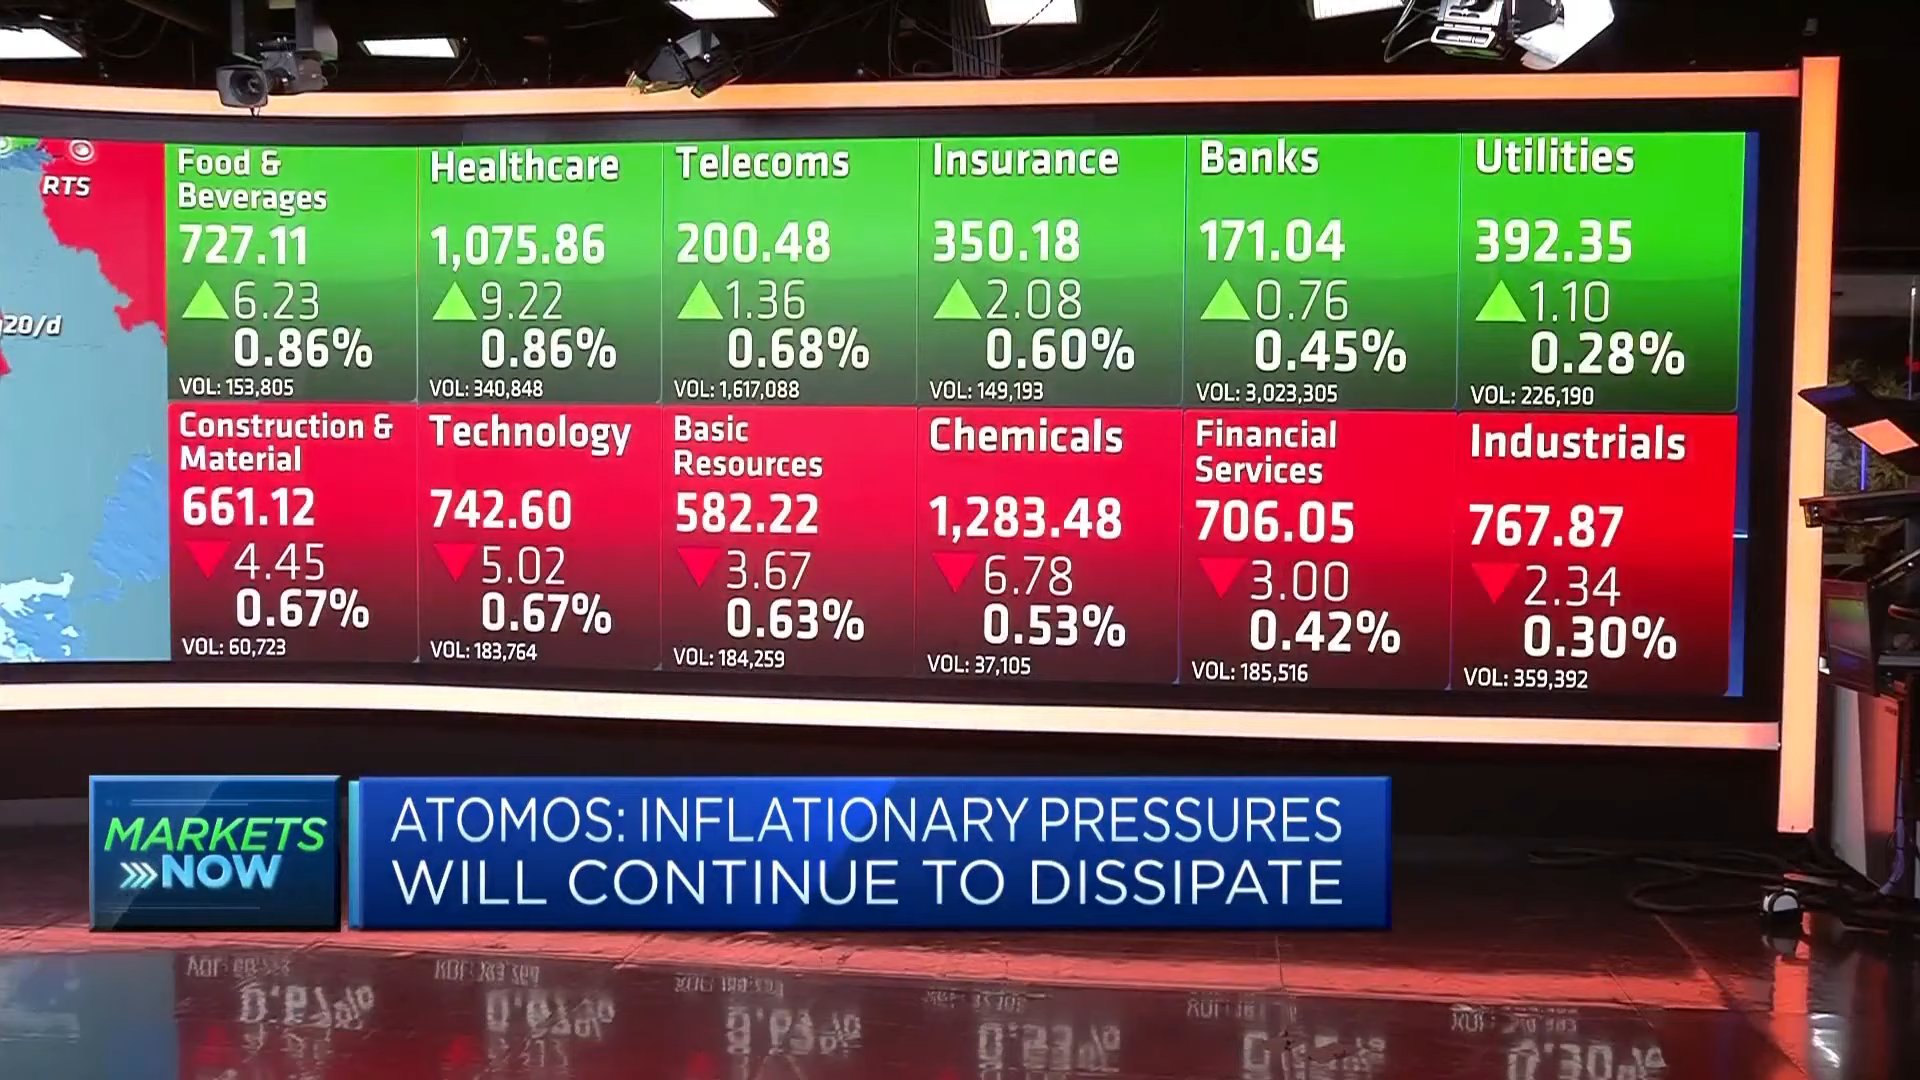 RTS
20/d
Food &
Beverages
727.11
6.23
0.86%
VOL: 153,805
Healthcare
1,075.86
9.22
0.86%
VOL: 340,848
Telecoms
200.48
1.36
0.68%
VOL: 1,617,088
Insurance
350.18
2.08
0.60%
VOL: 149,193
Banks
171.04
0.76
0.45%
VOL: 3,023,305
Utilities
392.35
1.10
0.28%
VOL: 226,190
Construction &
Material
661.12
4.45
0.67%
VOL: 60,723
Technology
742.60
5.02
0.67%
VOL: 183,764
Basic
Resources
582.22
3.67
0.63%
VOL: 184,259
Chemicals
1,283.48
6.78
0.53%
VOL: 37,105
Financial
Services
706.05
3.00
0.42%
VOL: 185,516
Industrials
767.87
2.34
0.30%
VOL: 359,392
MARKETS
NOW
ATOMOS: INFLATIONARY PRESSURES
WILL CONTINUE TO DISSIPATE